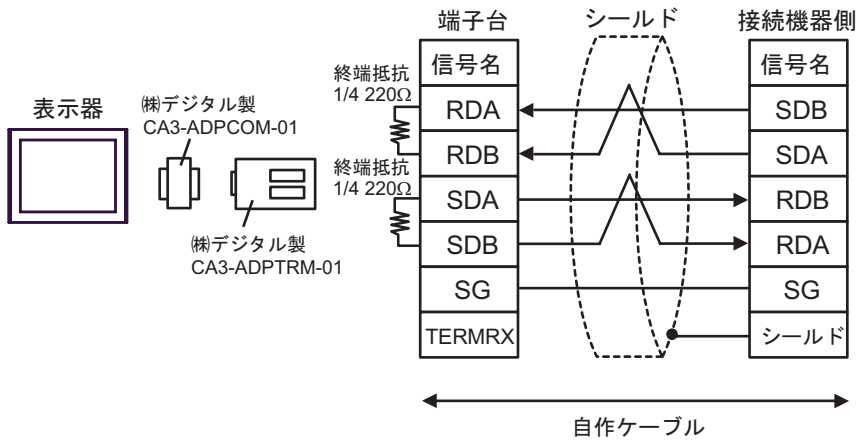 表示器
㈱デジタル製
CA3-ADPCOM-01
㈱デジタル製
CA3-ADPTRM-01
終端抵抗
1/4 220Ω
終端抵抗
1/4 220Ω
端子台
信号名
RDA
RDB
SDA
SDB
SG
TERMRX
シールド
接続機器側
信号名
SDB
SDA
RDB
RDA
SG
シールド
自作ケーブル